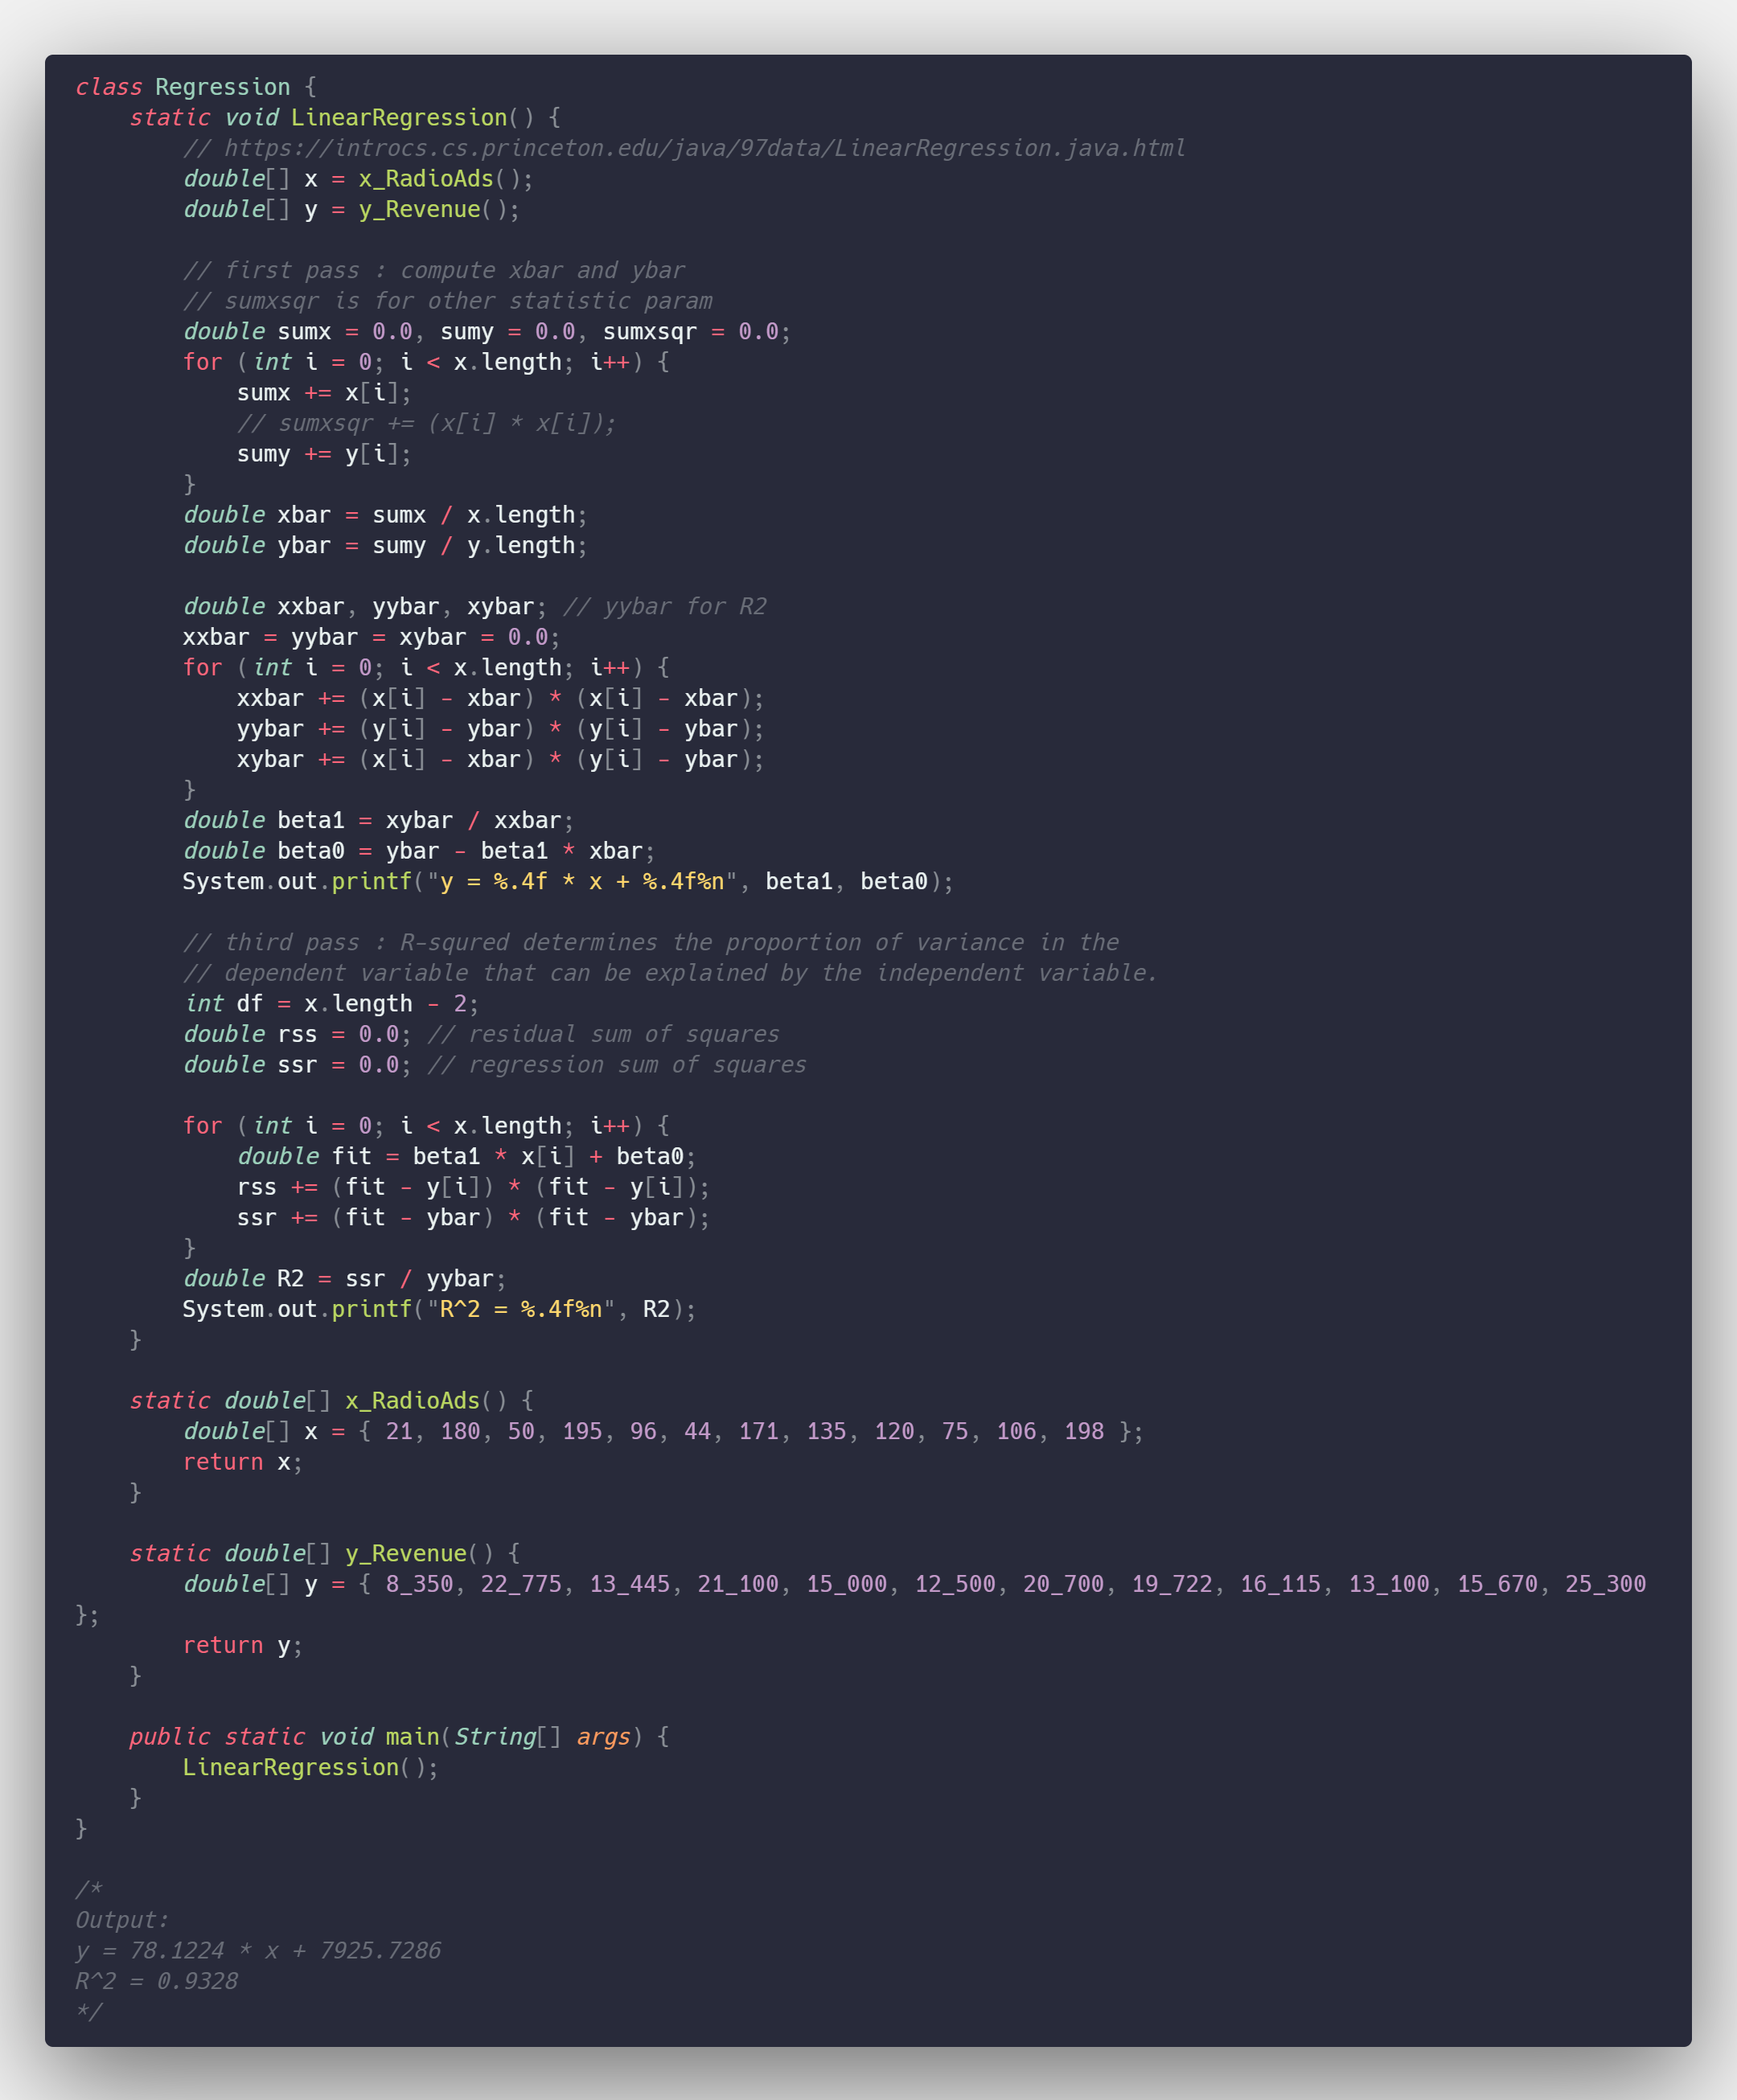 class Regression {
    static void LinearRegression() {
        // https://introcs.cs.princeton.edu/java/97data/LinearRegression.java.html
        double[] x = x_RadioAds();
        double[] y = y_Revenue();

        // first pass : compute xbar and ybar
        // sumxsqr is for other statistic param
        double sumx = 0.0, sumy = 0.0, sumxsqr = 0.0;
        for (int i = 0; i < x.length; i++) {
            sumx += x[i];
            // sumxsqr += (x[i] * x[i]);
            sumy += y[i];
        }
        double xbar = sumx / x.length;
        double ybar = sumy / y.length;

        double xxbar, yybar, xybar; // yybar for R2
        xxbar = yybar = xybar = 0.0;
        for (int i = 0; i < x.length; i++) {
            xxbar += (x[i] - xbar) * (x[i] - xbar);
            yybar += (y[i] - ybar) * (y[i] - ybar);
            xybar += (x[i] - xbar) * (y[i] - ybar);
        }
        double beta1 = xybar / xxbar;
        double beta0 = ybar - beta1 * xbar;
        System.out.printf("y = %.4f * x + %.4f%n", beta1, beta0);

        // third pass : R-squred determines the proportion of variance in the
        // dependent variable that can be explained by the independent variable.
        int df = x.length - 2;
        double rss = 0.0; // residual sum of squares
        double ssr = 0.0; // regression sum of squares

        for (int i = 0; i < x.length; i++) {
            double fit = beta1 * x[i] + beta0;
            rss += (fit - y[i]) * (fit - y[i]);
            ssr += (fit - ybar) * (fit - ybar);
        }
        double R2 = ssr / yybar;
        System.out.printf("R^2 = %.4f%n", R2);
    }

    static double[] x_RadioAds() {
        double[] x = { 21, 180, 50, 195, 96, 44, 171, 135, 120, 75, 106, 198 };
        return x;
    }

    static double[] y_Revenue() {
        double[] y = { 8_350, 22_775, 13_445, 21_100, 15_000, 12_500, 20_700, 19_722, 16_115, 13_100, 15_670, 25_300
};
        return y;
    }

    public static void main(String[] args) {
        LinearRegression();
    }
}

/*
Output:
y = 78.1224 * x + 7925.7286
R^2 = 0.9328
*/